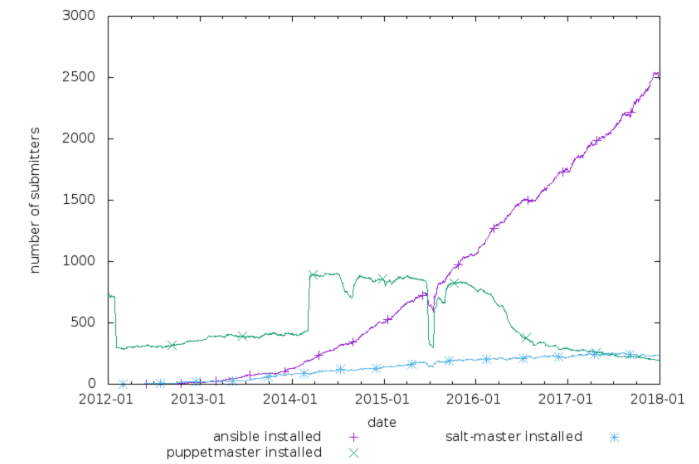 3000
2500
2000
1500
1000
500
0
number of submitters
2012-01 2013-01 2014-01 2015-01 2016-01 2017-01 2018-01
date
ansible installed salt-master installed
puppetmaster installed